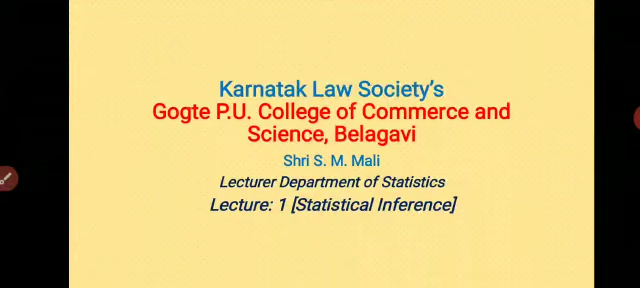 Karnatak Law Society's
Gogte P.U. College of Commerce and
Science, Belagavi
Shri S. M. Mali
Lecturer Department of Statistics
Lecture: 1 [Statistical Inference]